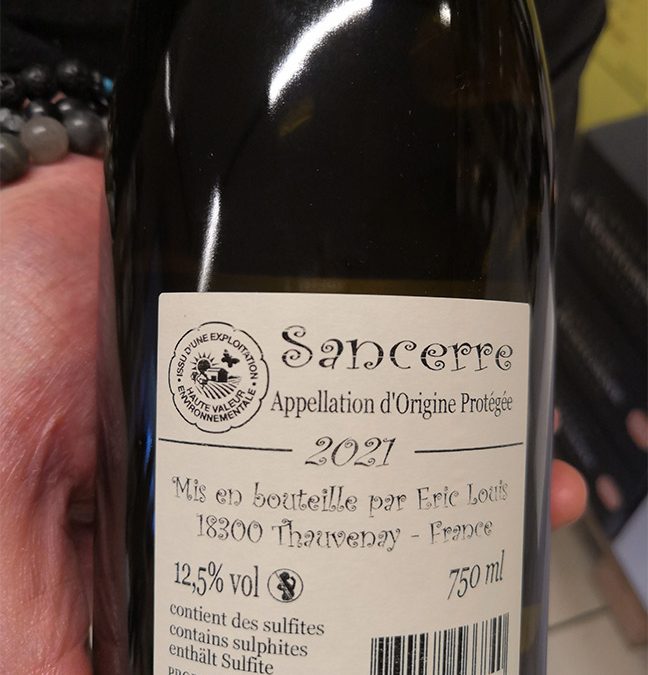 Sancerre
ISSU D'UNE EXPLOITATION
HAUTE VALEUR
ENVIRONNEMENTALE
Appellation d'Origine Protégée
2021
Mis en bouteille par Eric Louis
18300 Thauvenay - France
12,5% vol
750 ml
contient des sulfites
contains sulphites
enthält Sulfite